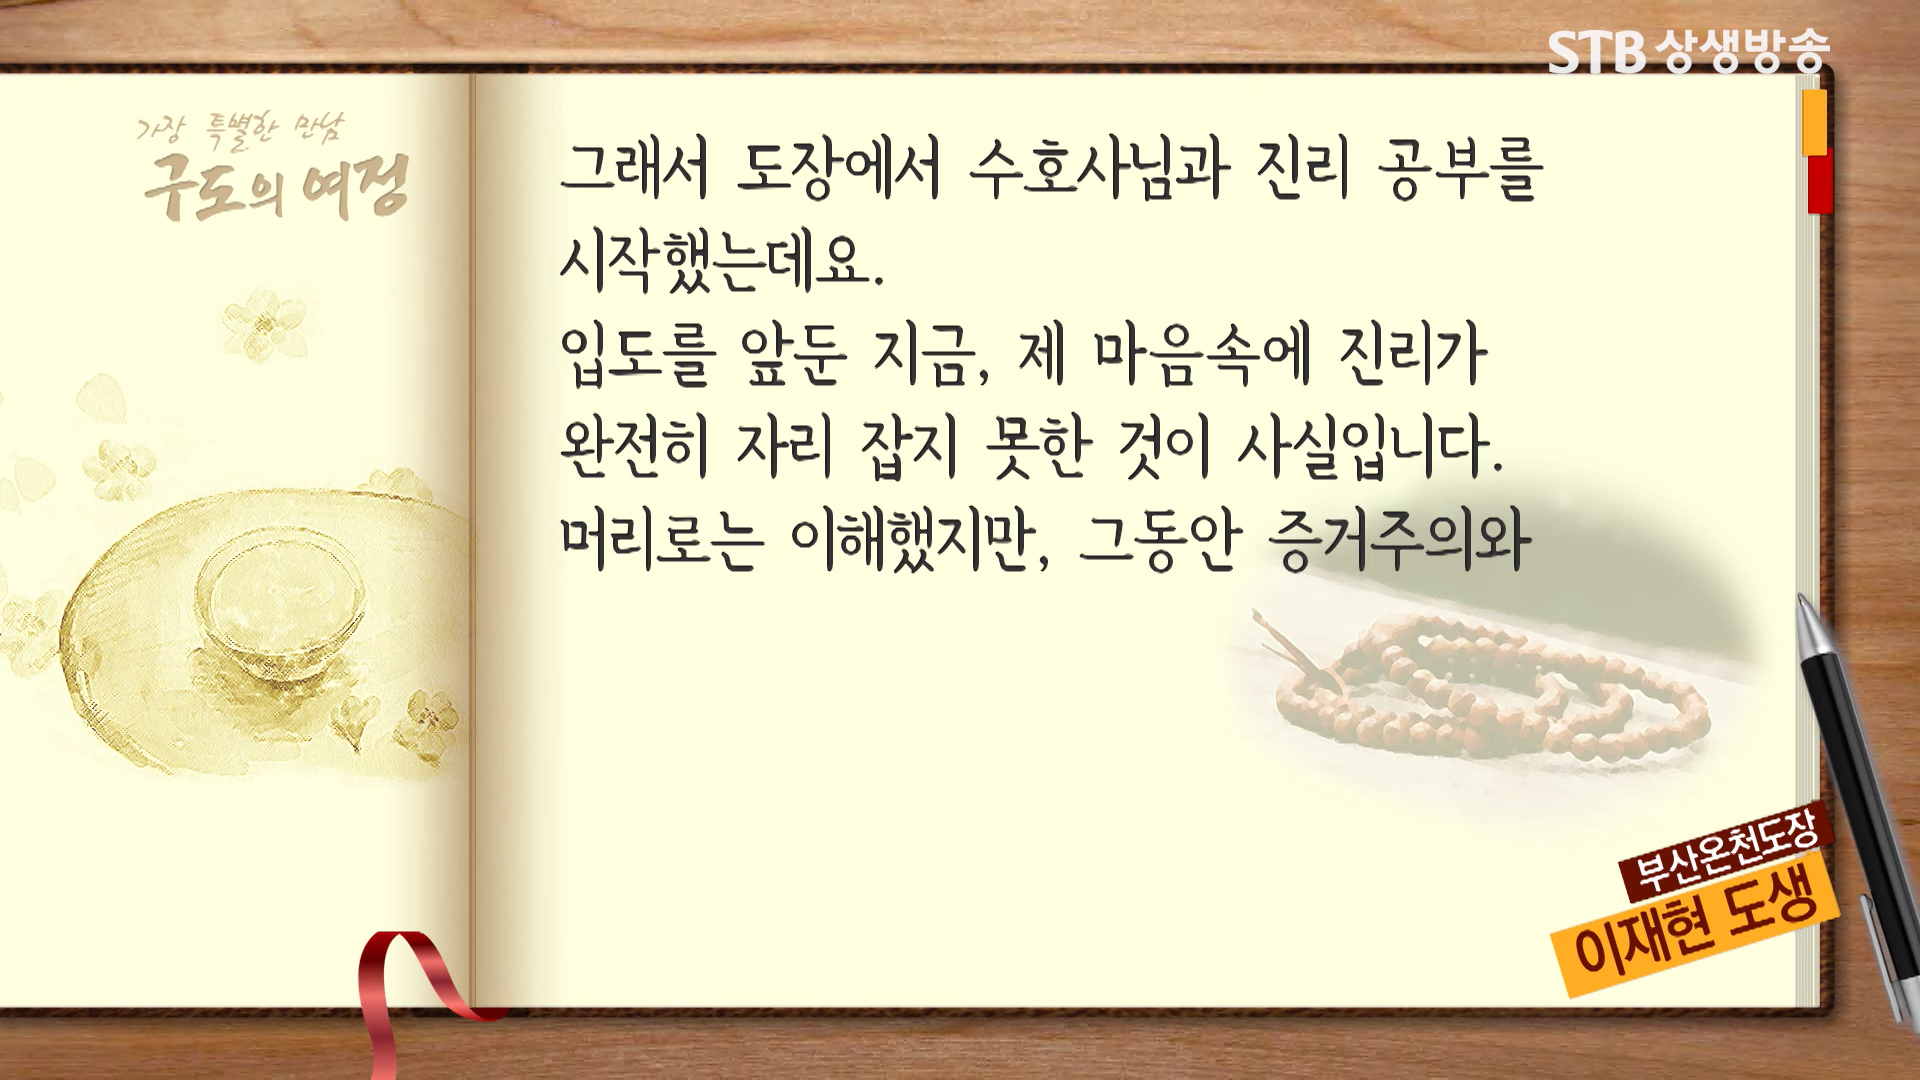 STB 상생방송
가장 특별한 만남
구도의 여정
그래서 도장에서 수호사님과 진리 공부를
시작했는데요.
입도를 앞둔 지금, 제 마음속에 진리가
완전히 자리 잡지 못한 것이 사실입니다.
머리로는 이해했지만, 그동안 증거주의와
부산온천도장
이재현 도생